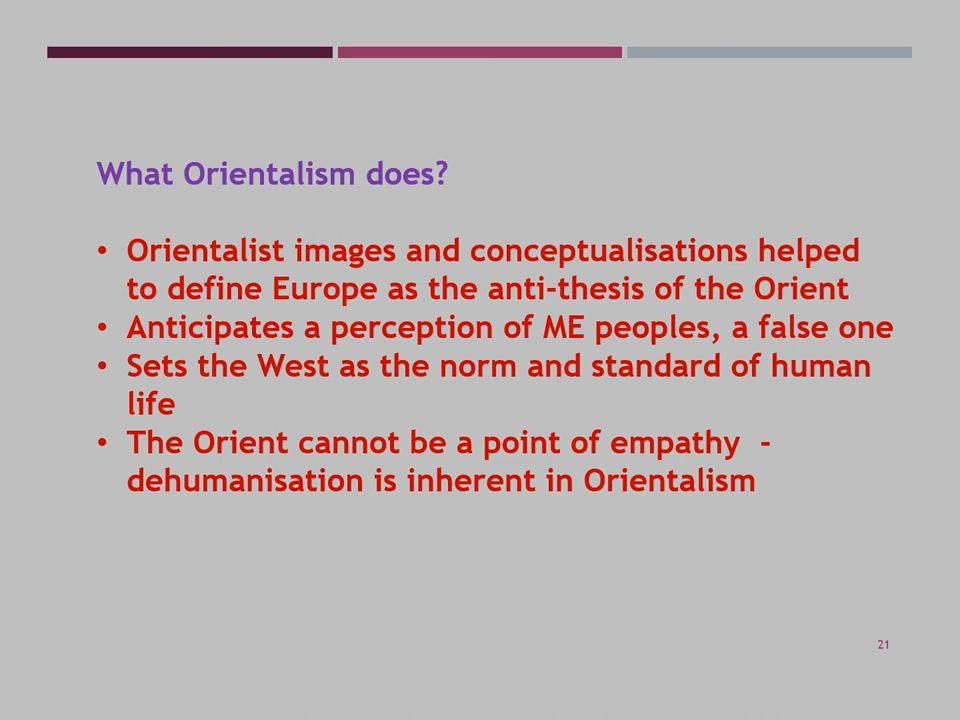 What Orientalism does?
• Orientalist images and conceptualisations helped
to define Europe as the anti-thesis of the Orient
• Anticipates a perception of ME peoples, a false one
• Sets the West as the norm and standard of human
life
• The Orient cannot be a point of empathy -
dehumanisation is inherent in Orientalism
21